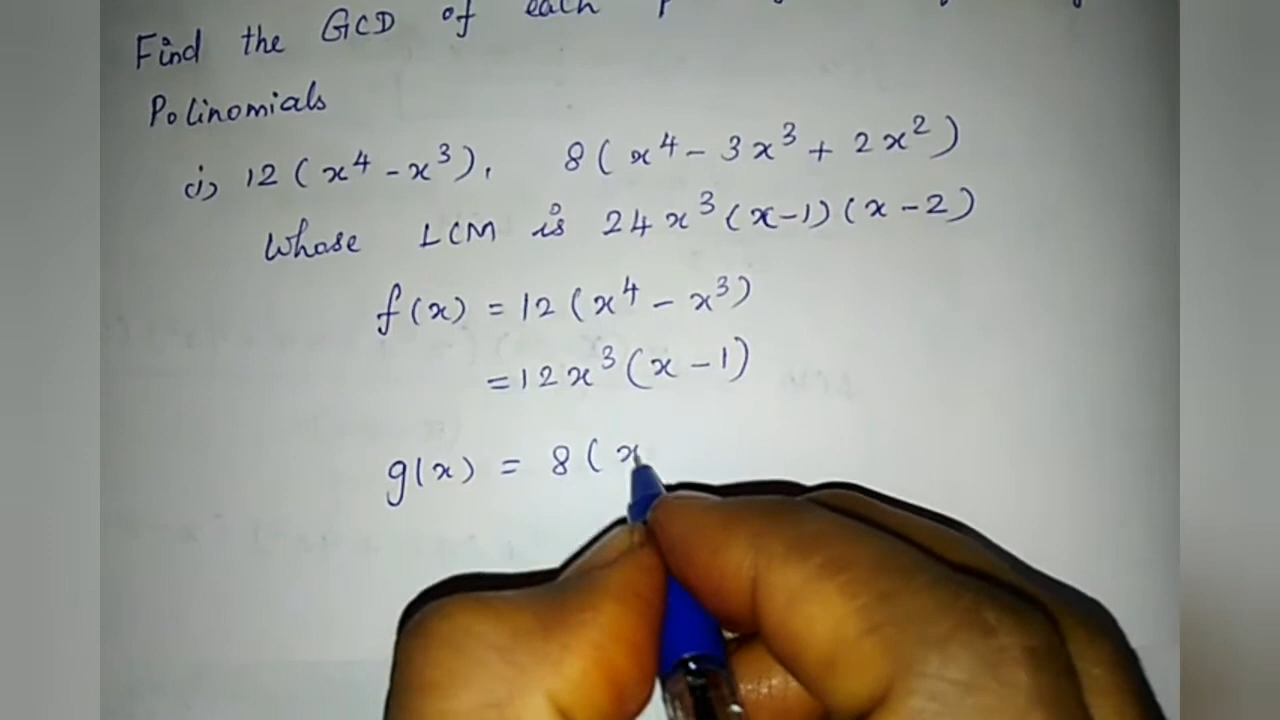 Find the GCD of each
Polinomials
i) 12 ( x⁴ - x³ ), 8 ( x⁴ - 3x³ + 2x² )
Whose LCM is 24x³ (x-1) (x-2)
f(x) = 12 ( x⁴ - x³ )
= 12x³ ( x - 1 )
g(x) = 8 ( x